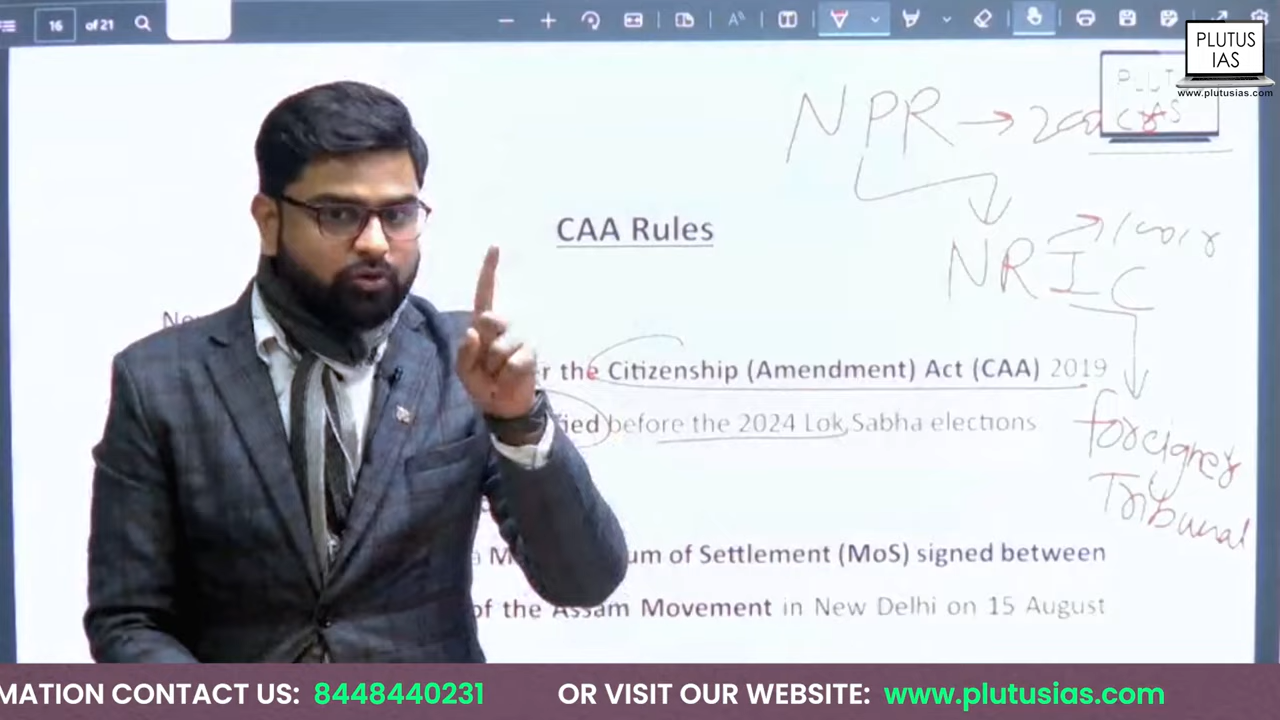 16 of 21
PLUTUS
IAS
www.plutusias.com
NPR →
CAA Rules
NRIC
the Citizenship (Amendment) Act (CAA) 2019
before the 2024 Lok Sabha elections
foreigner
Tribunal
of Settlement (MoS) signed between
of the Assam Movement in New Delhi on 15 August
CONTACT US: 8448440231 OR VISIT OUR WEBSITE: www.plutusias.com